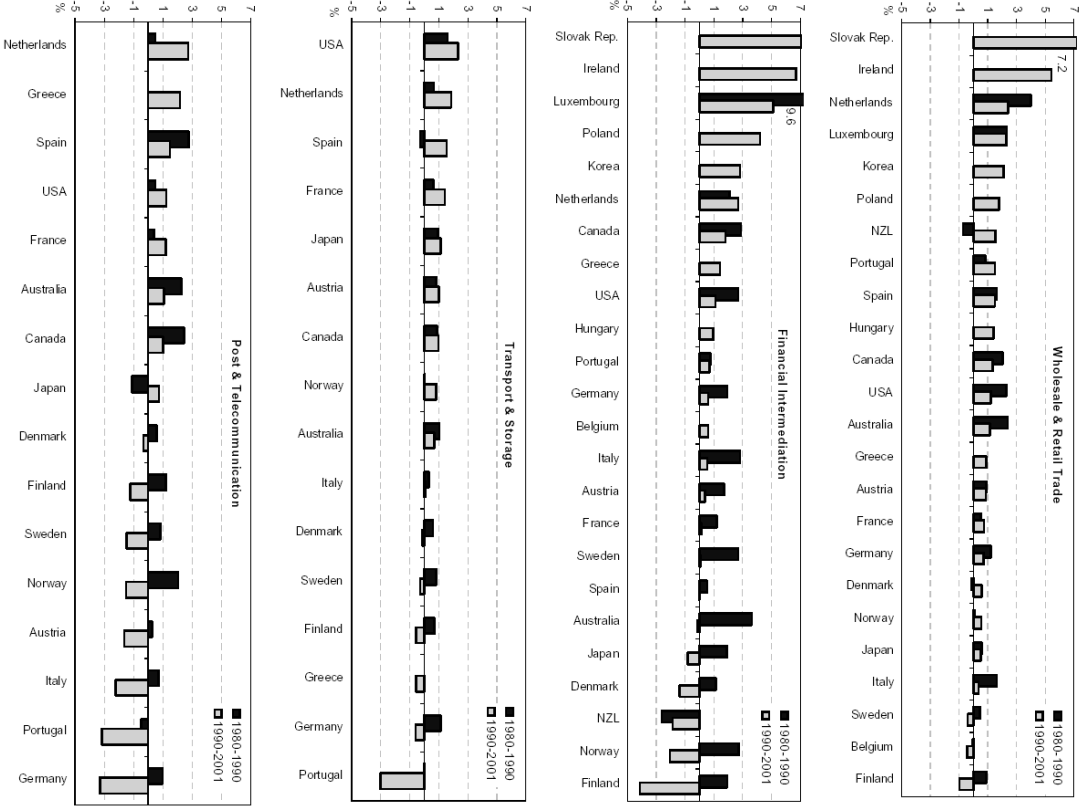 %
-5
-3
-1
1
3
5
7
Netherlands
Greece
Spain
USA
France
Australia
Canada
Japan
Denmark
Finland
Sweden
Norway
Austria
Italy
Portugal
Germany
Post & Telecommunication
1980-1990
1990-2001
%
-5
-3
-1
1
3
5
7
USA
Netherlands
Spain
France
Japan
Austria
Canada
Norway
Australia
Italy
Denmark
Sweden
Finland
Greece
Germany
Portugal
Transport & Storage
1980-1990
1990-2001
%
-5
-3
-1
1
3
5
7
Slovak Rep.
Ireland
Luxembourg
9.6
Poland
Korea
Netherlands
Canada
Greece
USA
Hungary
Portugal
Germany
Belgium
Italy
Austria
France
Sweden
Spain
Australia
Japan
Denmark
NZL
Norway
Finland
Financial Intermediation
1980-1990
1990-2001
%
-5
-3
-1
1
3
5
7
Slovak Rep.
7.2
Ireland
Netherlands
Luxembourg
Korea
Poland
NZL
Portugal
Spain
Hungary
Canada
USA
Australia
Greece
Austria
France
Germany
Denmark
Norway
Japan
Italy
Sweden
Belgium
Finland
Wholesale & Retail Trade
1980-1990
1990-2001